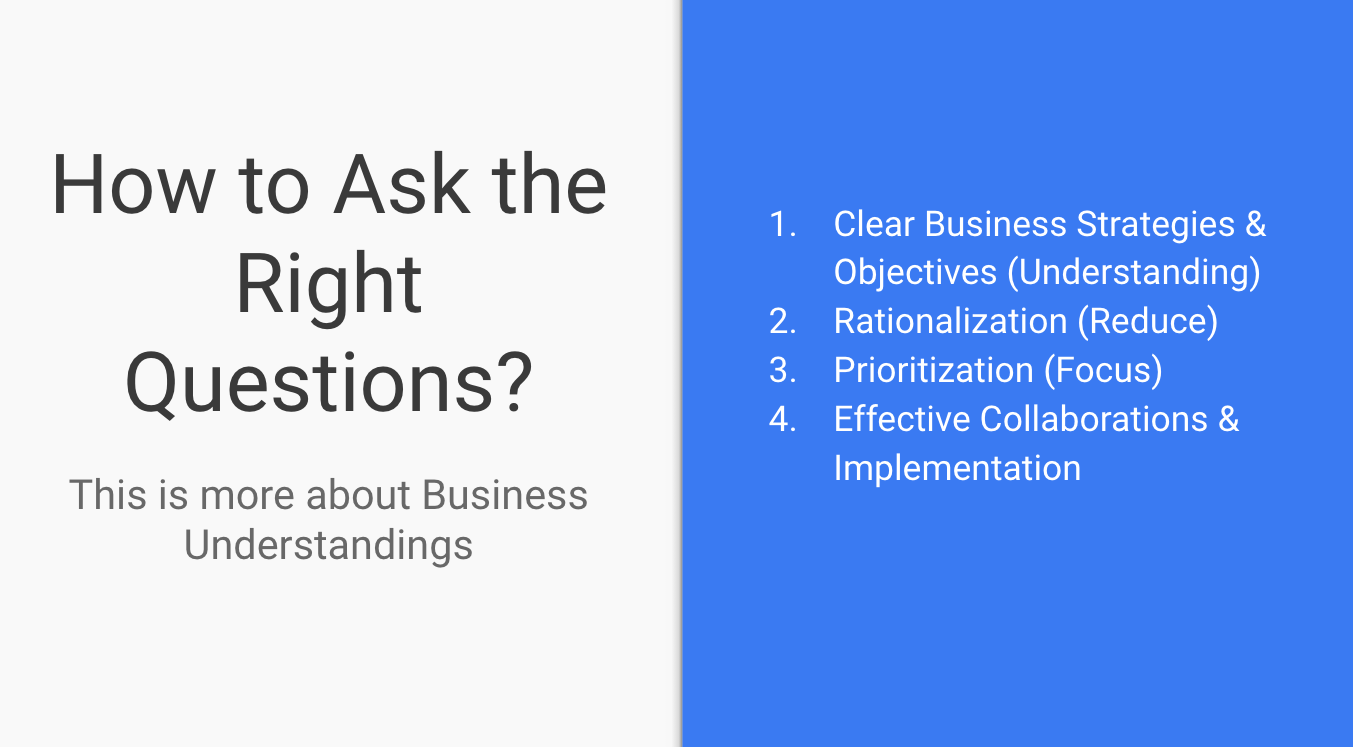 How to Ask the
Right
Questions?
This is more about Business
Understandings
1. Clear Business Strategies &
Objectives (Understanding)
2. Rationalization (Reduce)
3. Prioritization (Focus)
4. Effective Collaborations &
Implementation